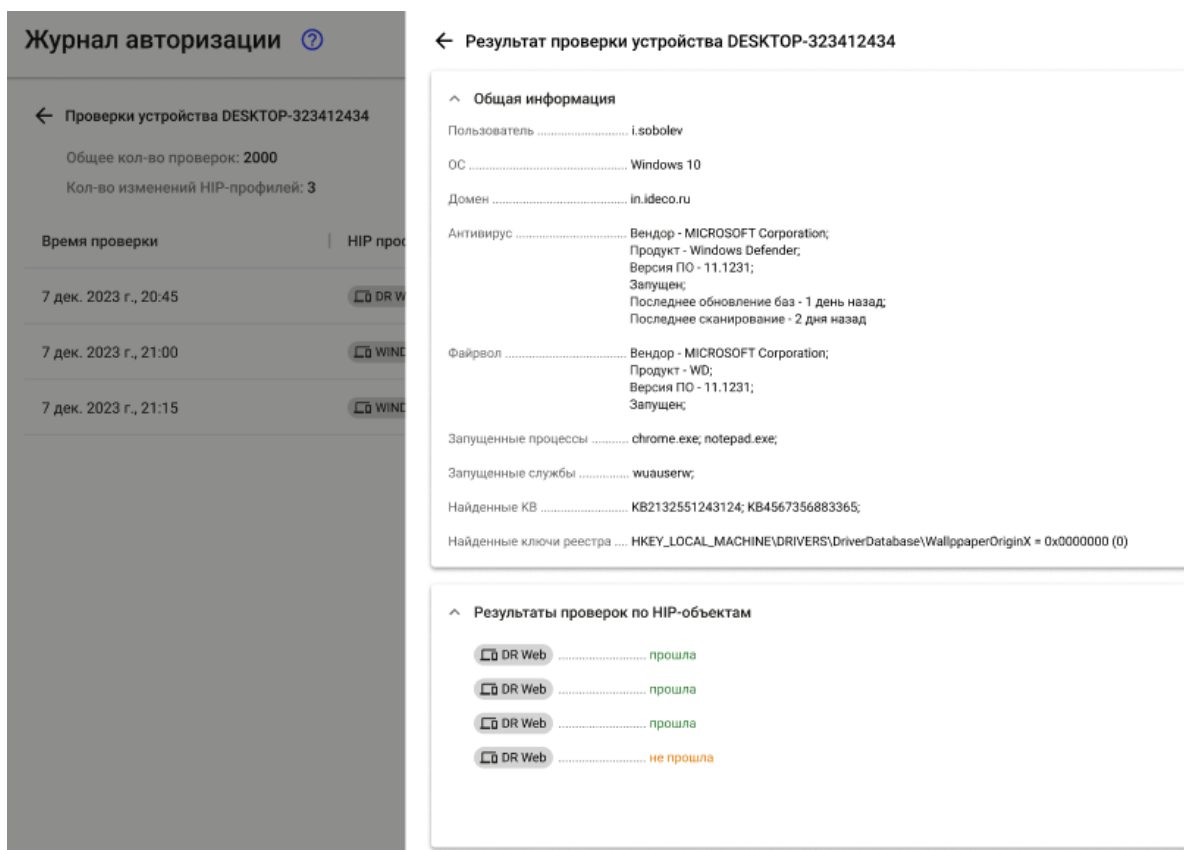 Журнал авторизации ?
Проверки устройства DESKTOP-323412434
Общее кол-во проверок: 2000
Кол-во изменений HIP-профилей: 3
Время проверки HIP
7 дек. 2023 г., 20:45 DR W
7 дек. 2023 г., 21:00 WIND
7 дек. 2023 г., 21:15 WIND
Результат проверки устройства DESKTOP-323412434
Общая информация
Пользователь ............................ i.sobolev
ОС ............................ Windows 10
Домен ............................ in.ideco.ru
Антивирус ............................ Вендор - MICROSOFT Corporation;
Продукт - Windows Defender;
Версия ПО - 11.1231;
Запущен;
Последнее обновление баз - 1 день назад;
Последнее сканирование - 2 дня назад
Файрвол ............................ Вендор - MICROSOFT Corporation;
Продукт - WD;
Версия ПО - 11.1231;
Запущен;
Запущенные процессы ........... chrome.exe; notepad.exe;
Запущенные службы ............... wuauserw;
Найденные KB .......................... KB2132551243124; KB4567356883365;
Найденные ключи реестра .... HKEY_LOCAL_MACHINE\DRIVERS\DriverDatabase\WallppaperOriginX = 0x0000000 (0)
Результаты проверок по HIP-объектам
DR Web .......................... прошла
DR Web .......................... прошла
DR Web .......................... прошла
DR Web .......................... не прошла